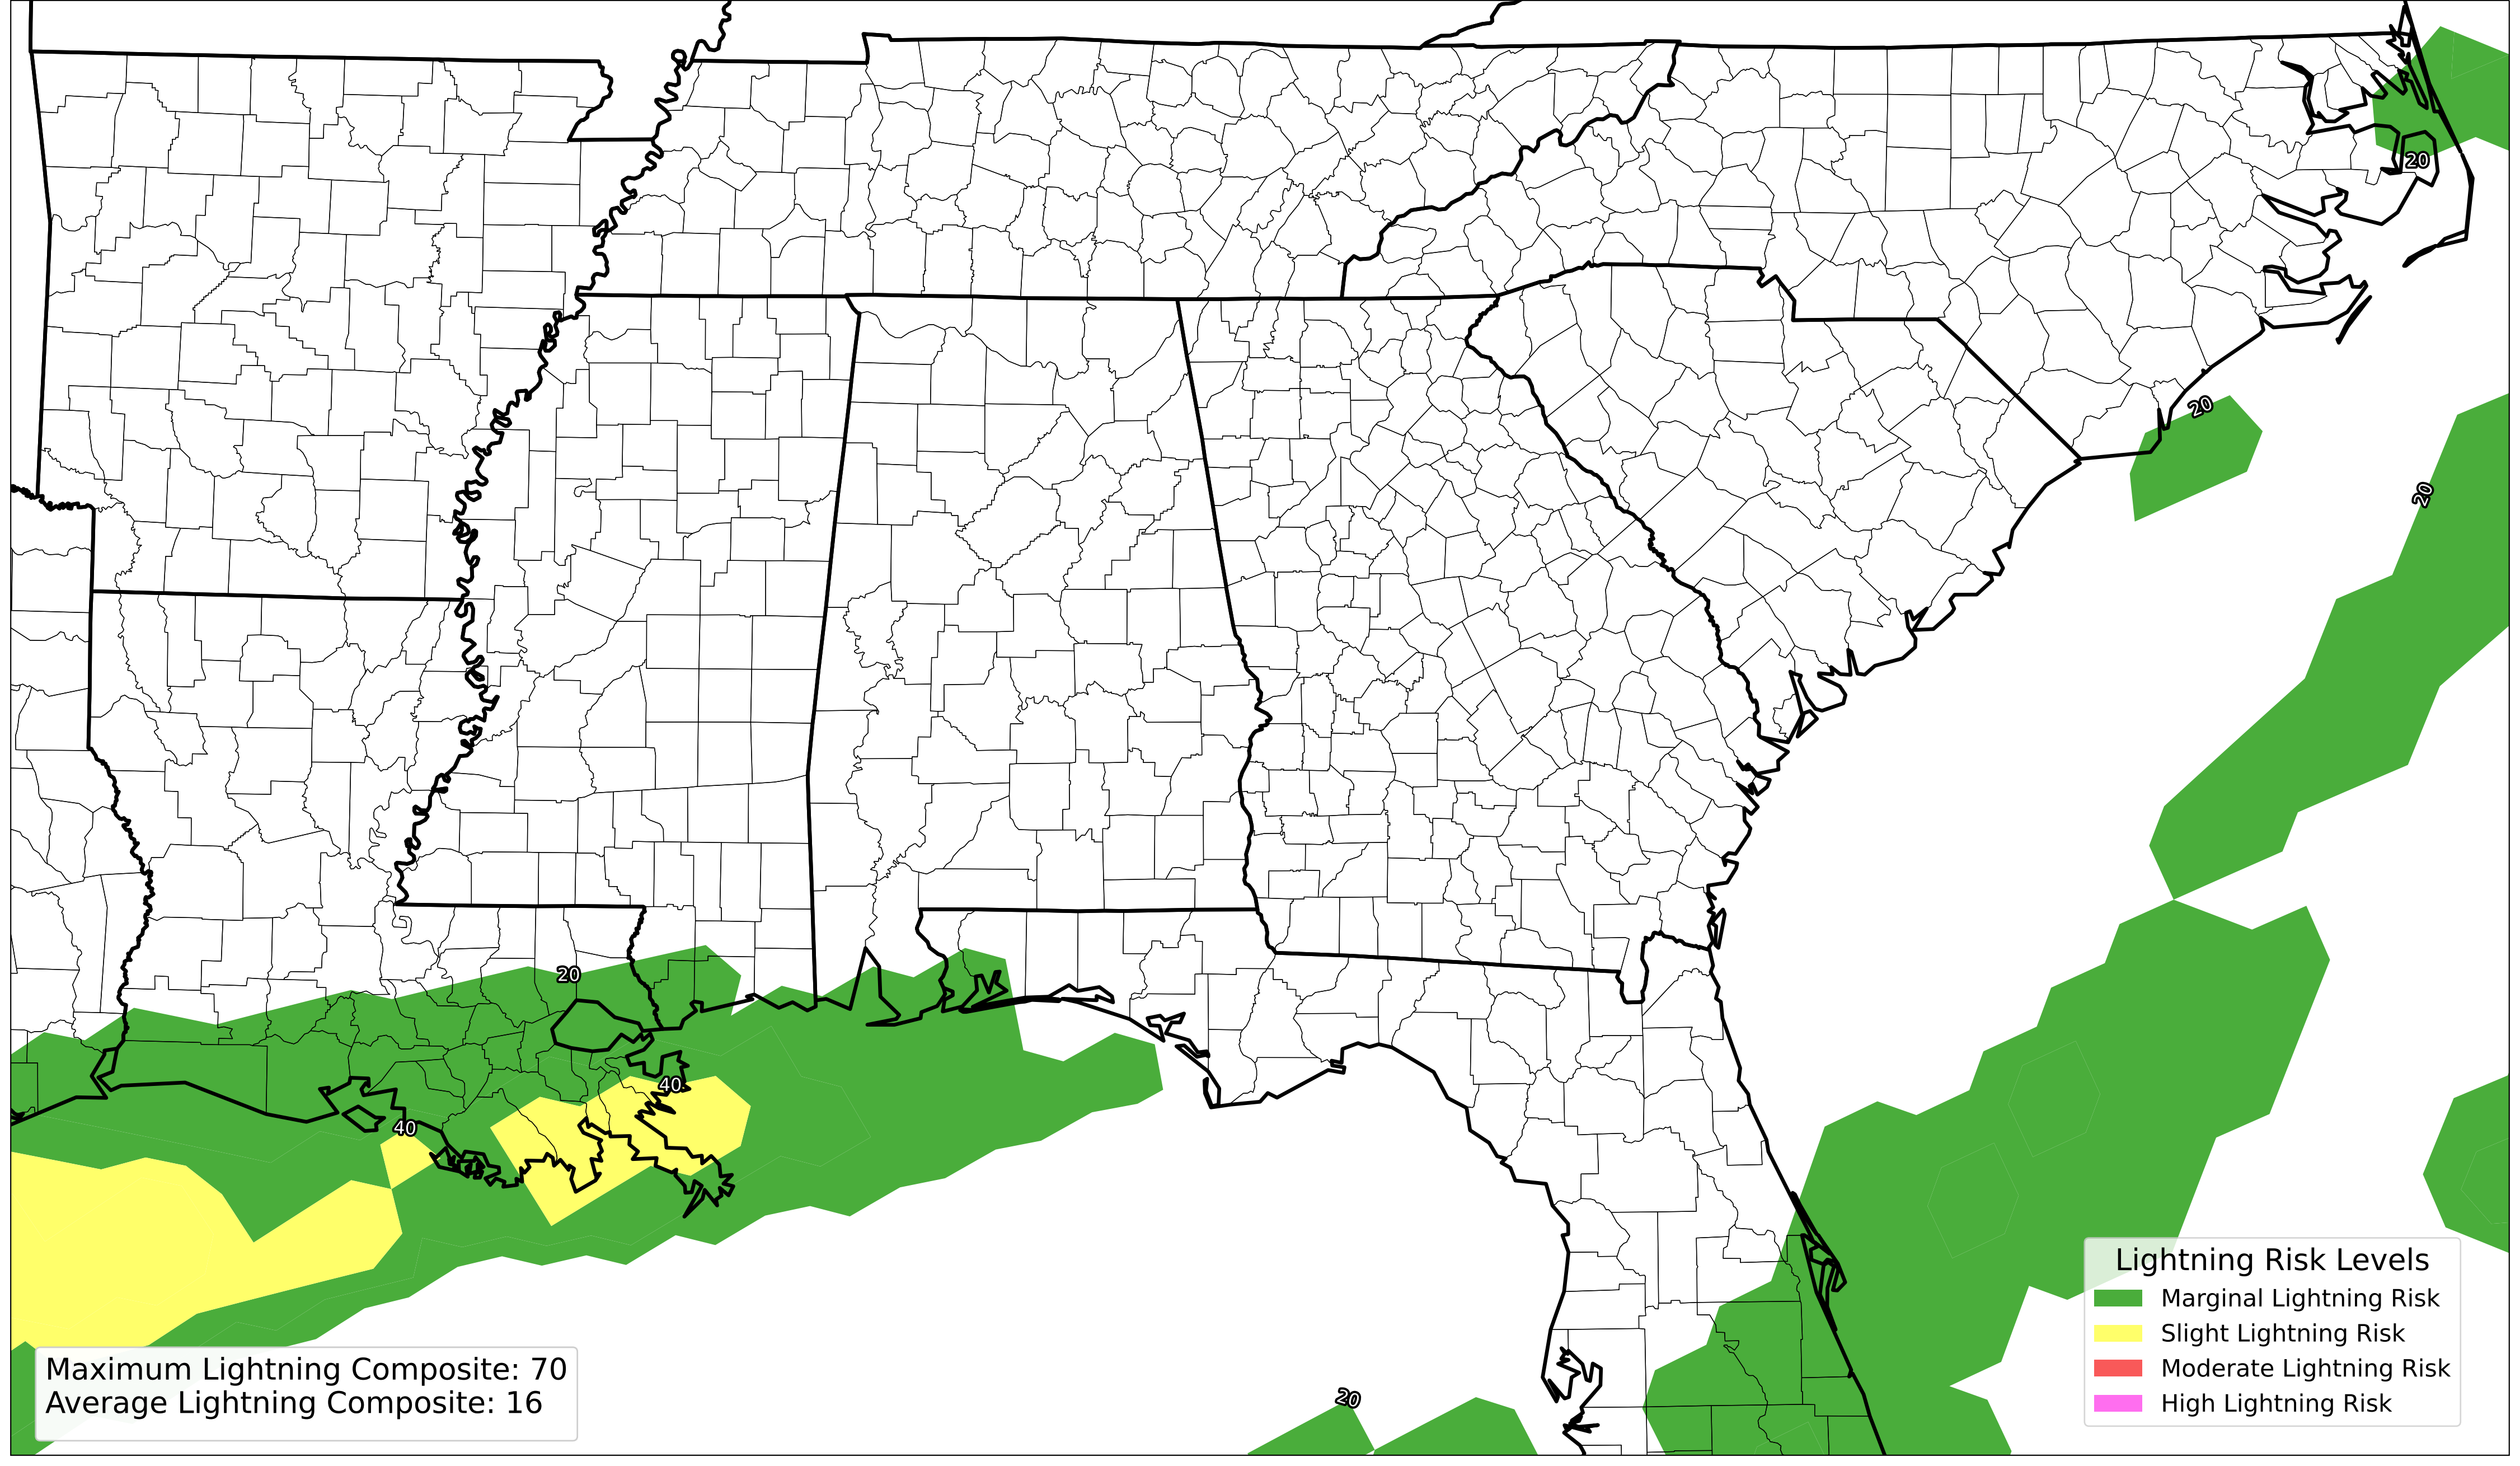 20
20
20
20
40
40
20
Lightning Risk Levels
Marginal Lightning Risk
Slight Lightning Risk
Moderate Lightning Risk
High Lightning Risk
Maximum Lightning Composite: 70
Average Lightning Composite: 16